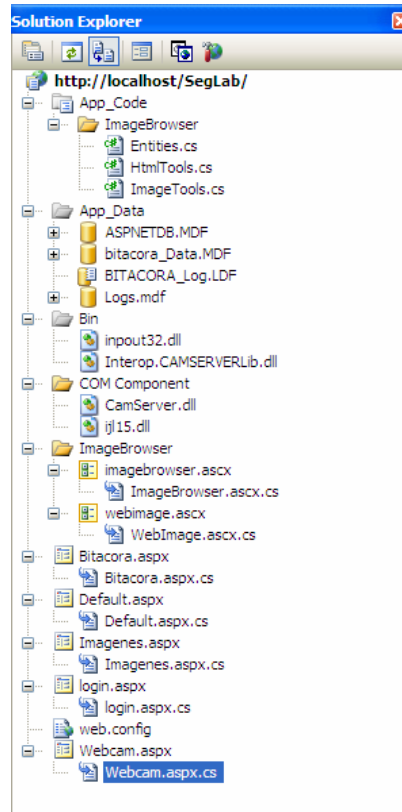 Solution Explorer
http://localhost/SegLab/
App_Code
ImageBrowser
Entities.cs
HtmlTools.cs
ImageTools.cs
App_Data
ASPNETDB.MDF
bitacora_Data.MDF
BITACORA_Log.LDF
Logs.mdf
Bin
inpout32.dll
Interop.CAMSERVERLib.dll
COM Component
CamServer.dll
ijl15.dll
ImageBrowser
imagebrowser.ascx
ImageBrowser.ascx.cs
webimage.ascx
WebImage.ascx.cs
Bitacora.aspx
Bitacora.aspx.cs
Default.aspx
Default.aspx.cs
Imagenes.aspx
Imagenes.aspx.cs
login.aspx
login.aspx.cs
web.config
Webcam.aspx
Webcam.aspx.cs